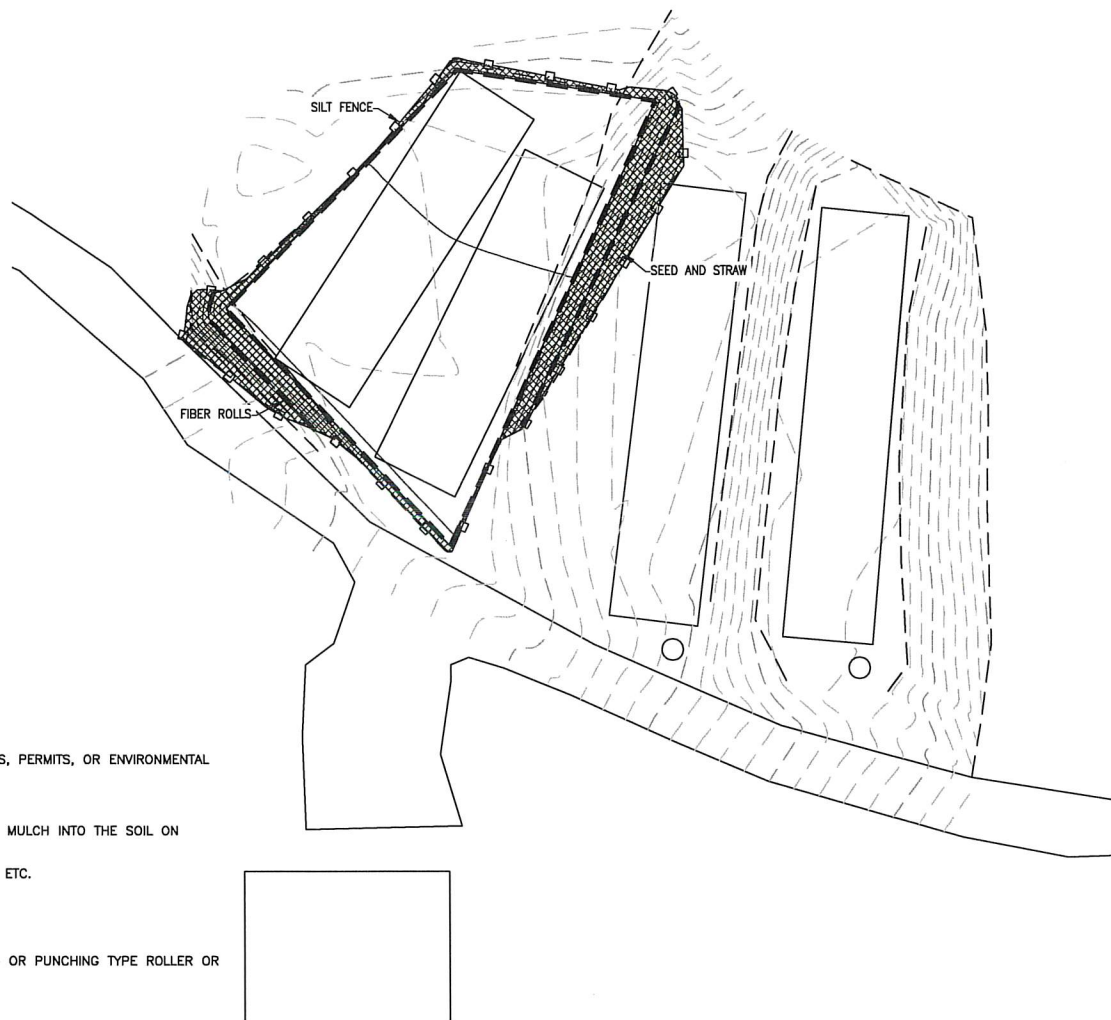 SILT FENCE
SEED AND STRAW
FIBER ROLLS
S, PERMITS, OR ENVIRONMENTAL
MULCH INTO THE SOIL ON
ETC.
OR PUNCHING TYPE ROLLER OR